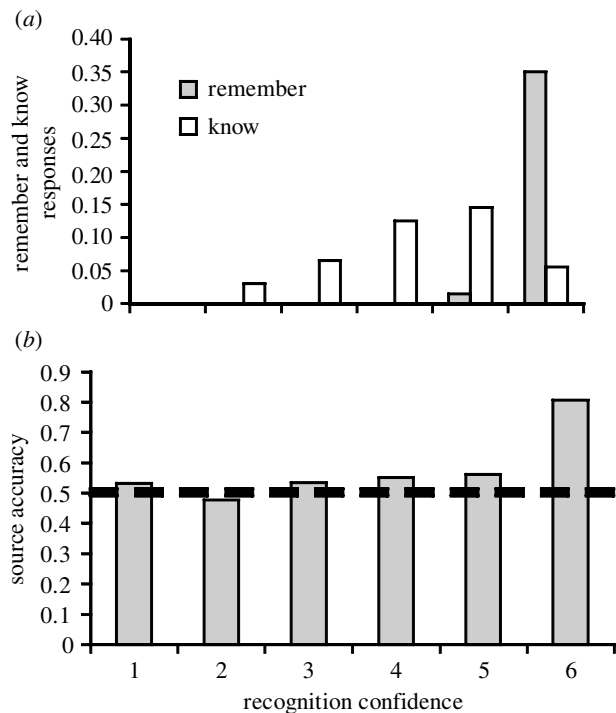 (a)
0.40
0.35
0.30
0.25
0.20
0.15
0.10
0.05
0
remember and know
responses
remember
know
(b)
0.9
0.8
0.7
0.6
0.5
0.4
0.3
0.2
0.1
0
source accuracy
1 2 3 4 5 6
recognition confidence